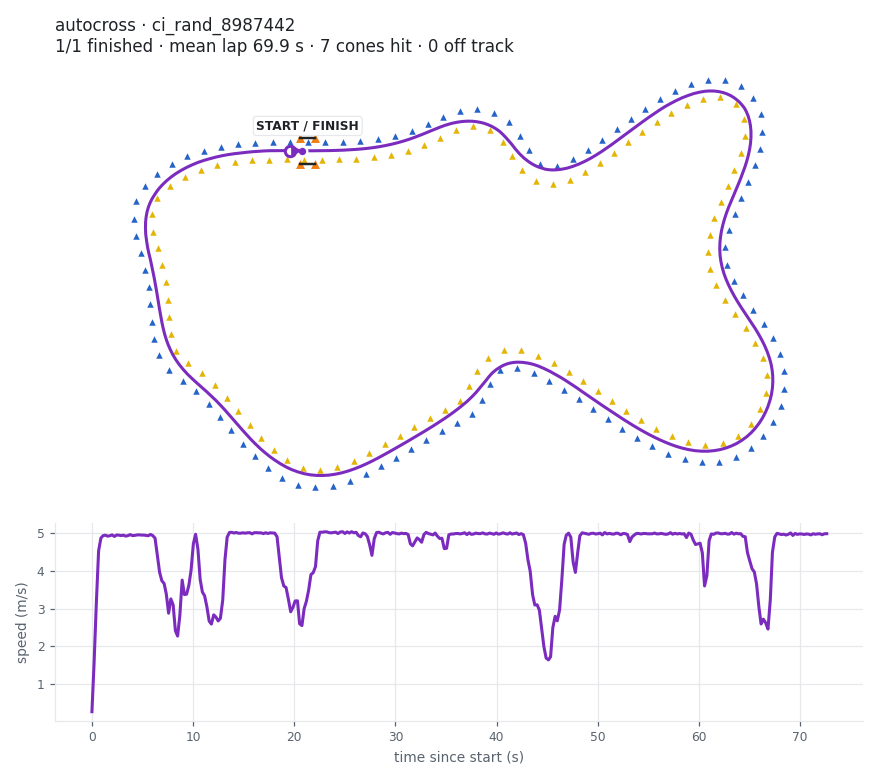 autocross · ci_rand_8987442
1/1 finished · mean lap 69.9 s · 7 cones hit · 0 off track
START / FINISH
5
4
3
2
1
speed (m/s)
0 10 20 30 40 50 60 70
time since start (s)